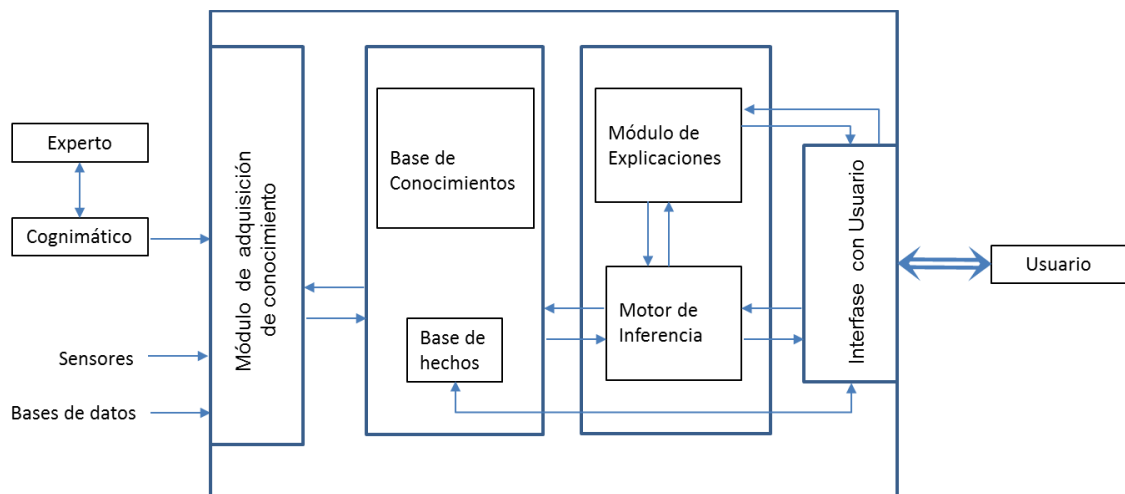 Experto
Cognimático
Sensores
Bases de datos
Módulo de adquisición
de conocimiento
Base de
Conocimientos
Base de
hechos
Módulo de
Explicaciones
Motor de
Inferencia
Interfase con Usuario
Usuario